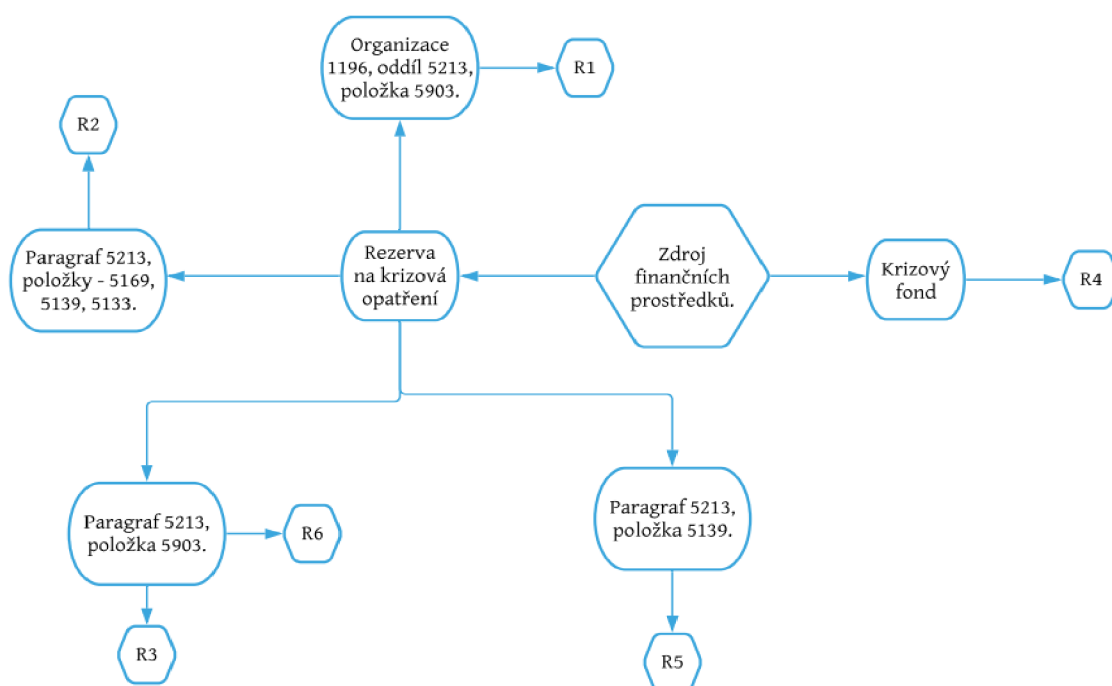 Organizace
1196, oddíl 5213,
položka 5903.
R1
R2
Paragraf 5213,
položky - 5169,
5139, 5133.
Rezerva
na krizová
opatření
Zdroj
finančních
prostředků.
Krizový
fond
R4
Paragraf 5213,
položka 5903.
R6
Paragraf 5213,
položka 5139.
R3
R5